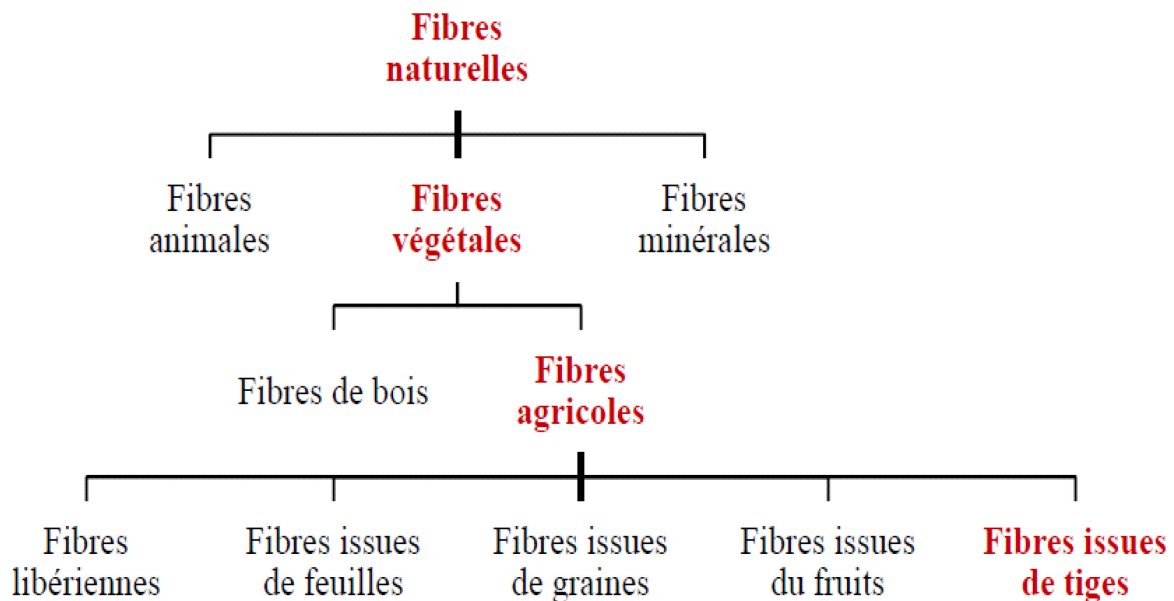 Fibres
naturelles
Fibres
animales
Fibres
végétales
Fibres
minérales
Fibres de bois
Fibres
agricoles
Fibres
libériennes
Fibres issues
de feuilles
Fibres issues
de graines
Fibres issues
du fruits
Fibres issues
de tiges